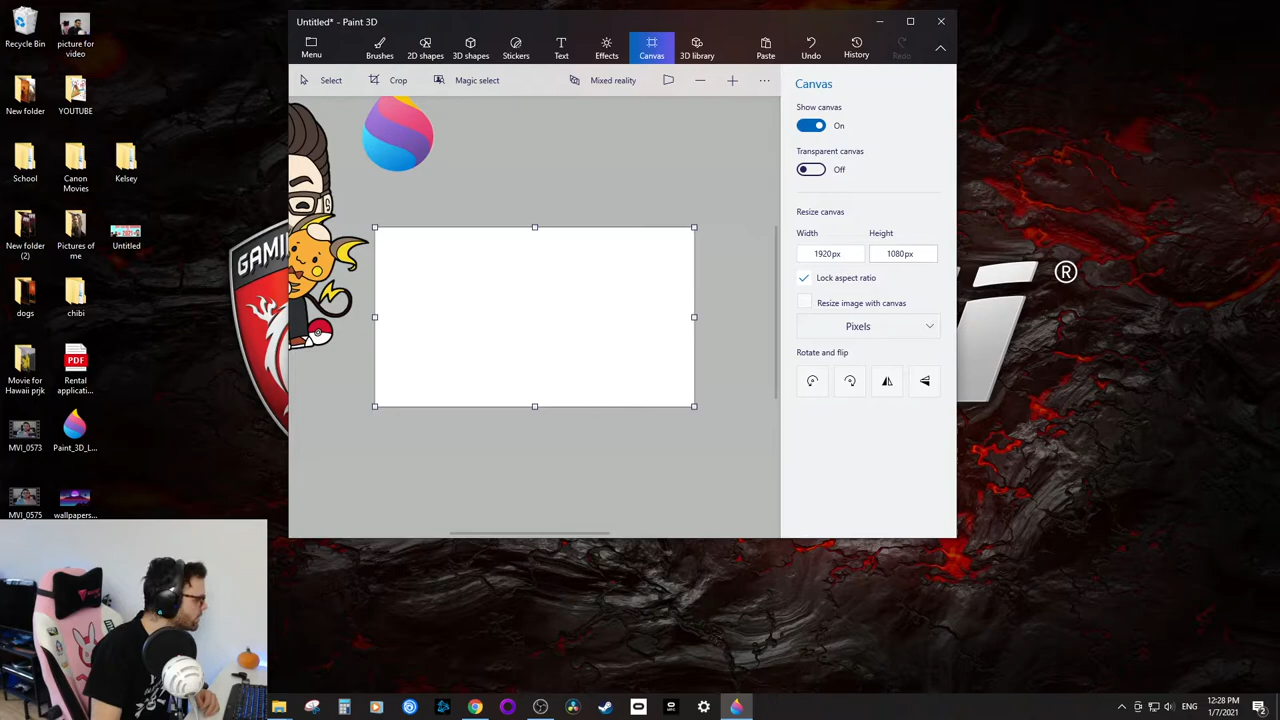 Untitled* - Paint 3D
Menu
Brushes
2D shapes
3D shapes
Stickers
Text
Effects
Canvas
3D library
Paste
Undo
History
Redo
Select
Crop
Magic select
Mixed reality
Canvas
Show canvas
On
Transparent canvas
Off
Resize canvas
Width
Height
1920px
1080px
Lock aspect ratio
Resize image with canvas
Pixels
Rotate and flip
Recycle Bin
picture for
video
New folder
YOUTUBE
School
Canon
Movies
Kelsey
New folder
(2)
Pictures of
me
Untitled
dogs
chibi
Movie for
Hawaii prjk
PDF
Rental
applicati...
MVI_0573
Paint_3D_L...
MVI_0575
wallpapers...
GAMI
®
ENG
12:28 PM
1/7/2021
2